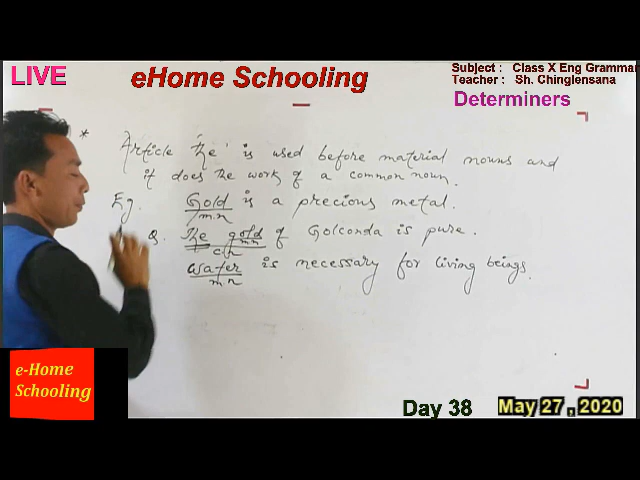 LIVE
eHome Schooling
Subject : Class X Eng Grammar
Teacher : Sh. Chinglensana
Determiners
* Article 'the' is used before material nouns and
it does the work of a common noun.
Eg. Gold is a precious metal.
m.n
Q. The gold of Golconda is pure.
m.n
c.n
Water is necessary for living beings.
m.n
e-Home
Schooling
Day 38
May 27 , 2020